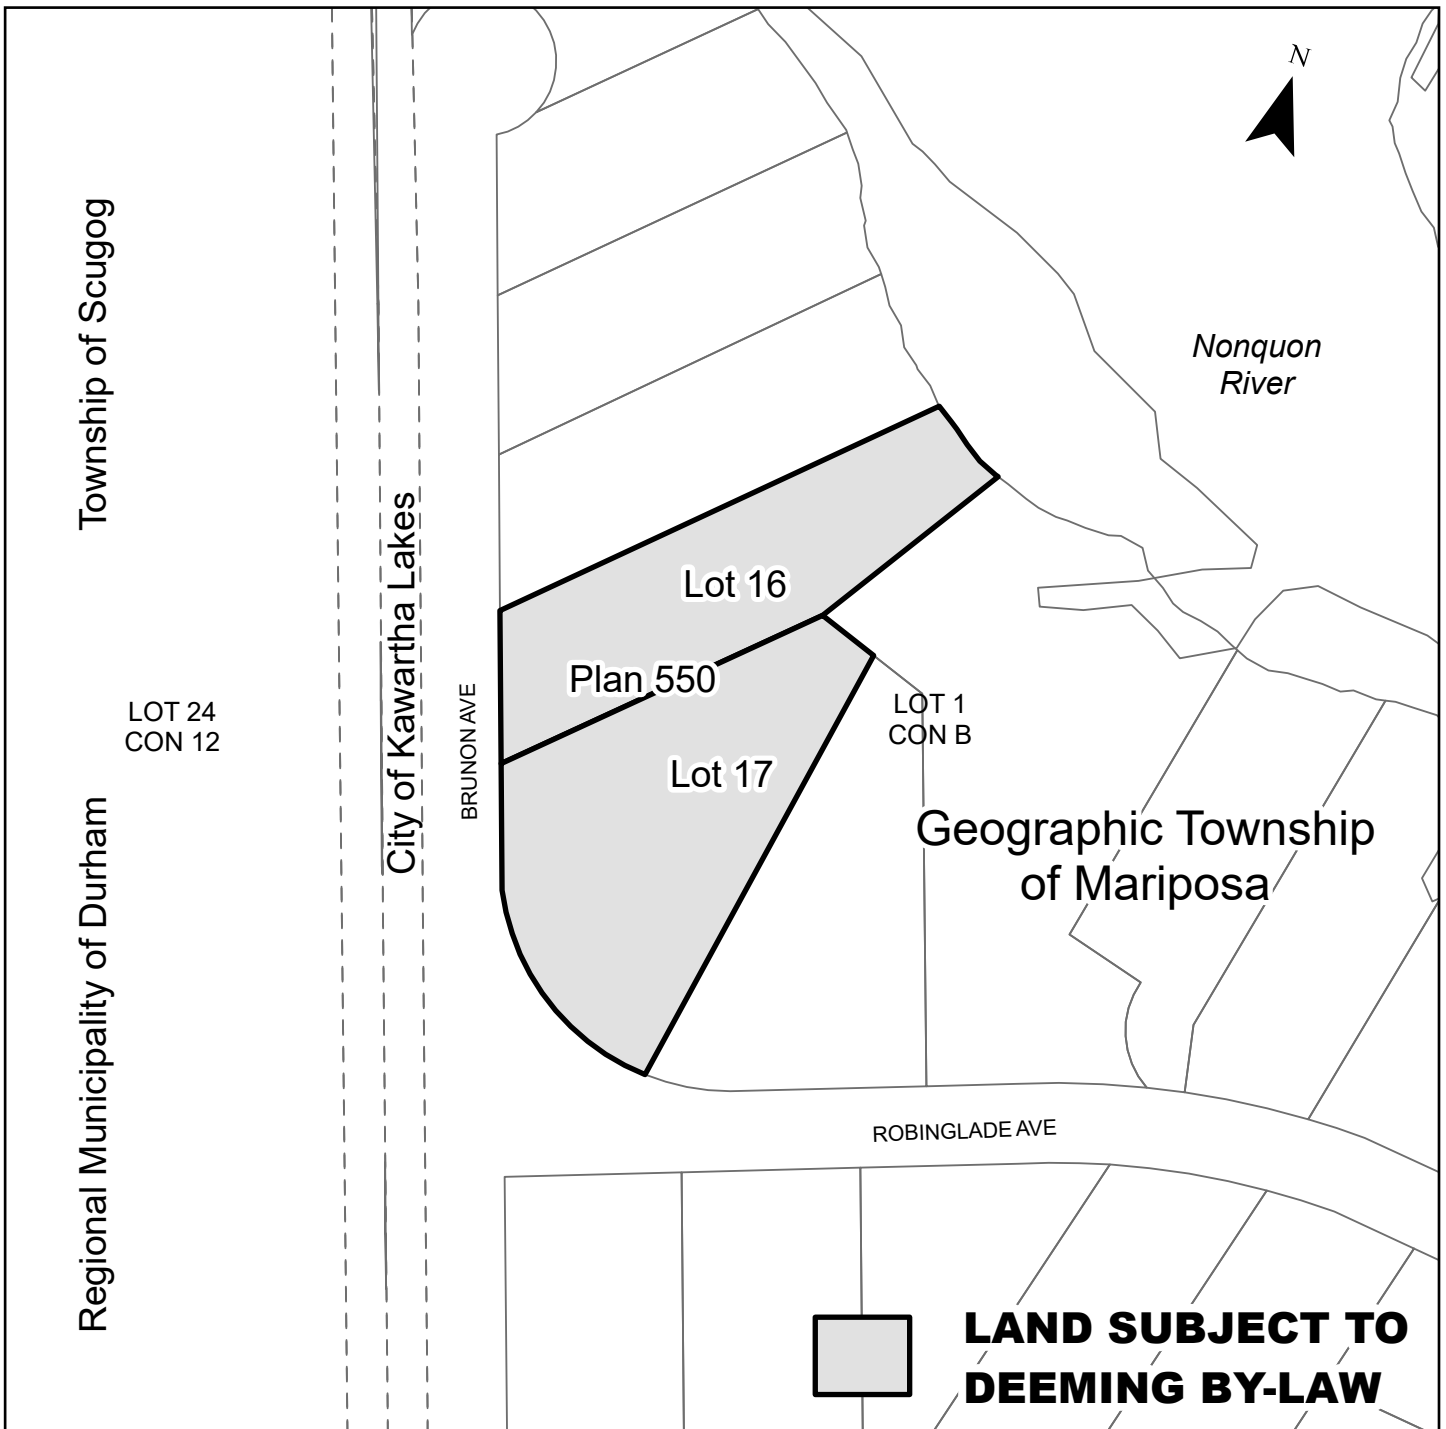 N
Township of Scugog
Nonquon
River
City of Kawartha Lakes
Lot 16
Plan 550
BRUNON AVE
LOT 24
CON 12
LOT 1
CON B
Lot 17
Geographic Township
of Mariposa
Regional Municipality of Durham
ROBINGLADE AVE
LAND SUBJECT TO
DEEMING BY-LAW